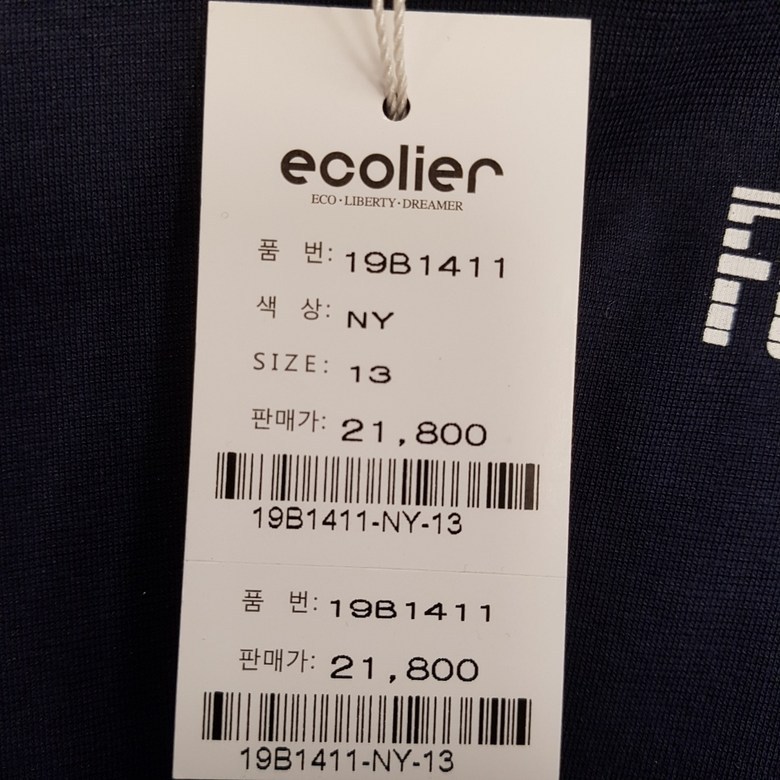 ecolier
ECO·LIBERTY·DREAMER
품 번: 19B1411
색 상: NY
SIZE: 13
판매가: 21,800
19B1411-NY-13
품 번: 19B1411
판매가: 21,800
19B1411-NY-13